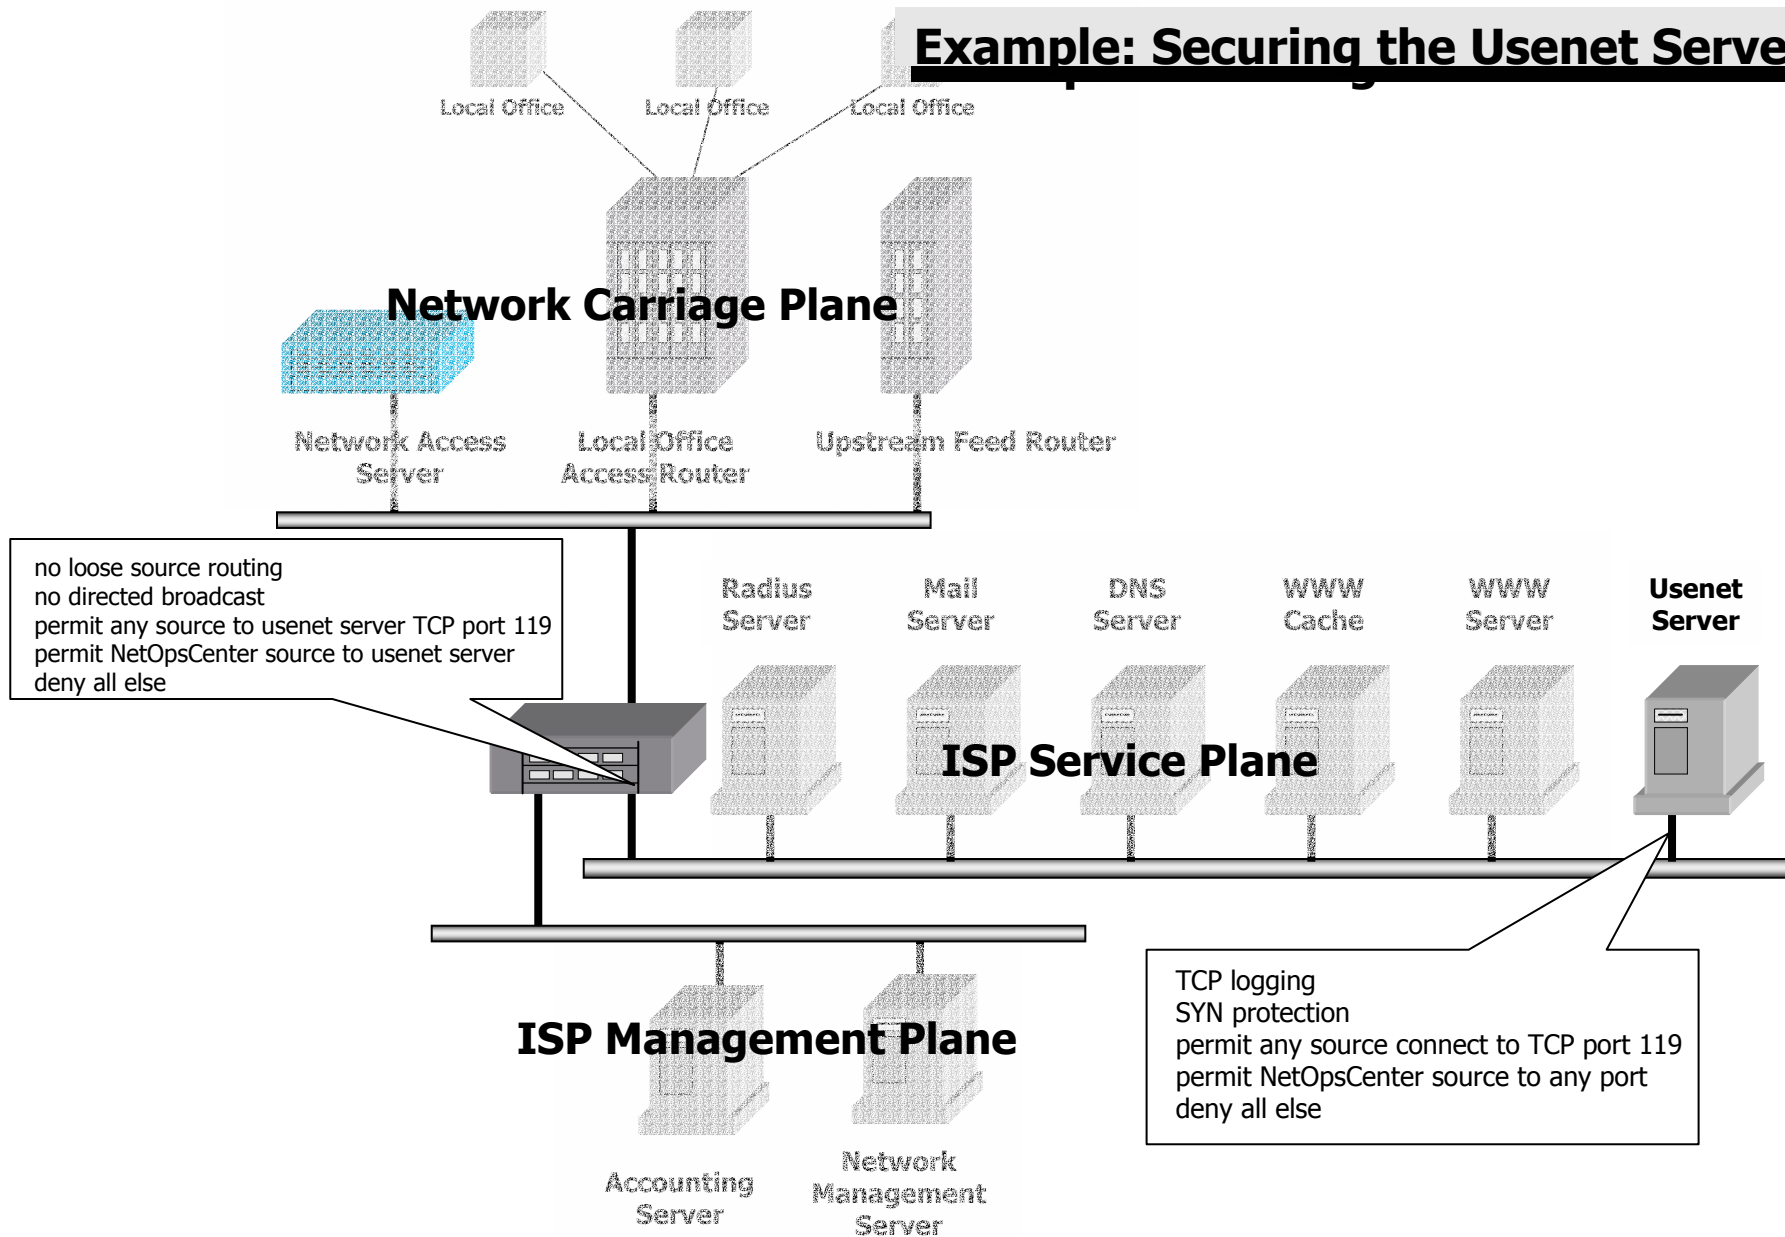 Example: Securing the Usenet Serve
Local Office
Local Office
Local Office
Network Carriage Plane
Network Access
Server
Local Office
Access Router
Upstream Feed Router
no loose source routing
no directed broadcast
permit any source to usenet server TCP port 119
permit NetOpsCenter source to usenet server
deny all else
Radius
Server
Mail
Server
DNS
Server
WWW
Cache
WWW
Server
Usenet
Server
ISP Service Plane
ISP Management Plane
TCP logging
SYN protection
permit any source connect to TCP port 119
permit NetOpsCenter source to any port
deny all else
Accounting
Server
Network
Management
Server